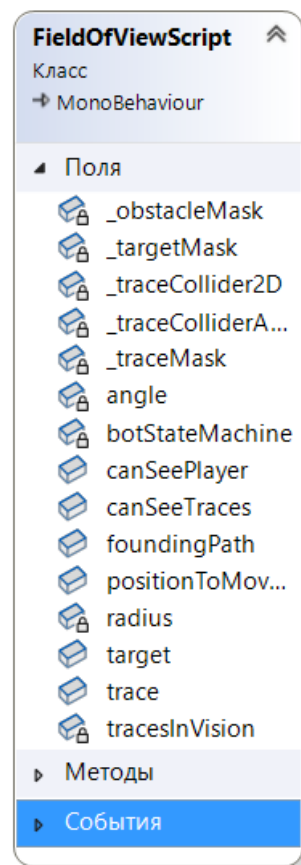 FieldOfViewScript
Класс
MonoBehaviour
Поля
_obstacleMask
_targetMask
_traceCollider2D
_traceColliderA...
_traceMask
angle
botStateMachine
canSeePlayer
canSeeTraces
foundingPath
positionToMov...
radius
target
trace
tracesInVision
Методы
События